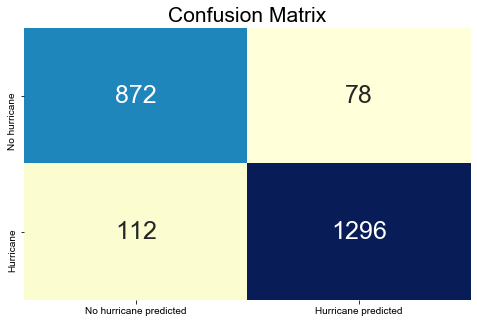 Confusion Matrix
No hurricane
872
78
Hurricane
112
1296
No hurricane predicted
Hurricane predicted